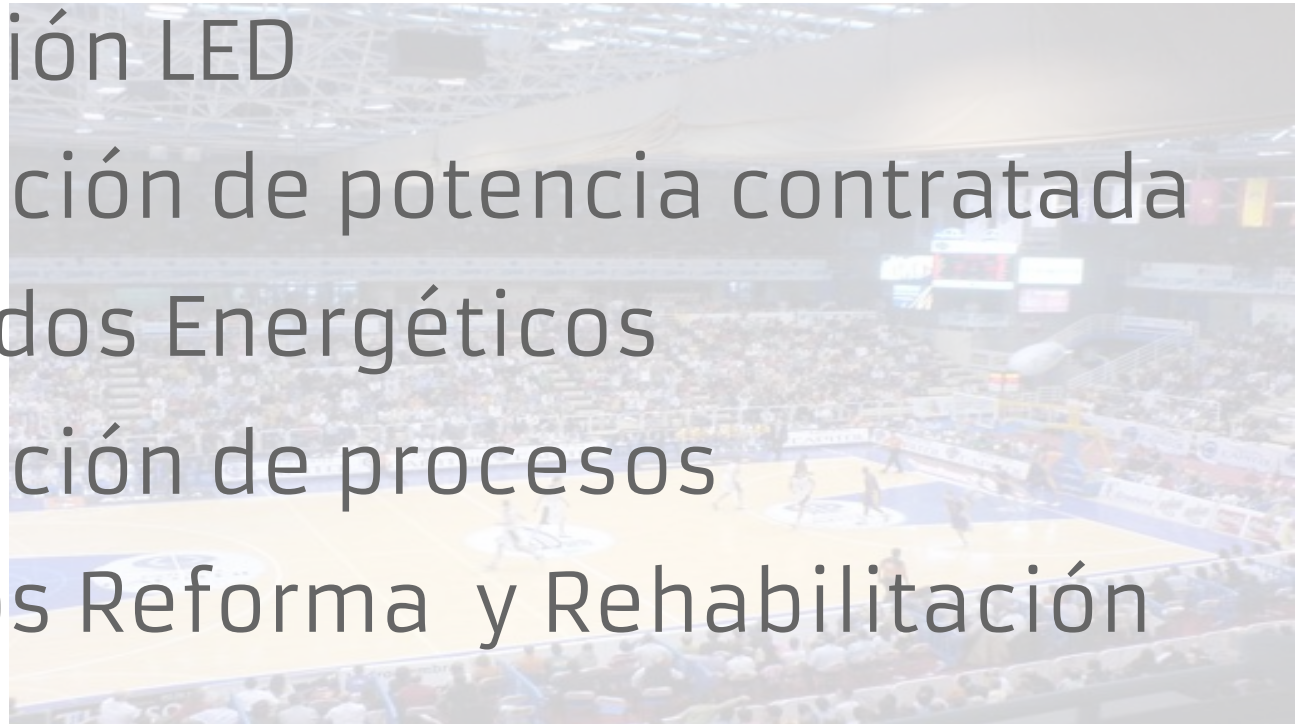 ión LED
ción de potencia contratada
dos Energéticos
ción de procesos
s Reforma y Rehabilitación